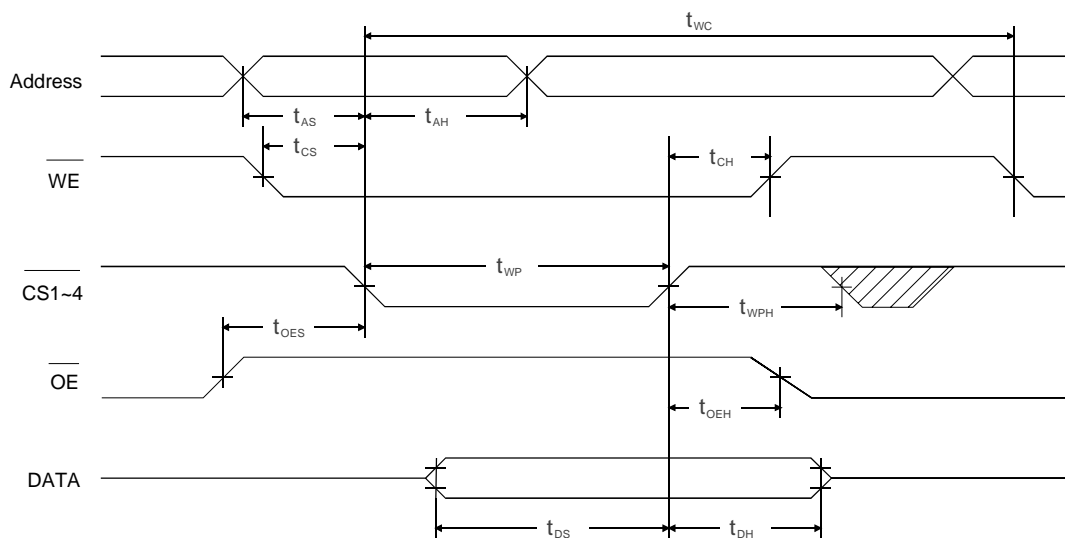 tWC
Address
tAS
tAH
tCS
tCH
WE
tWP
CS1~4
tWPH
tOES
OE
tOEH
DATA
tDS
tDH